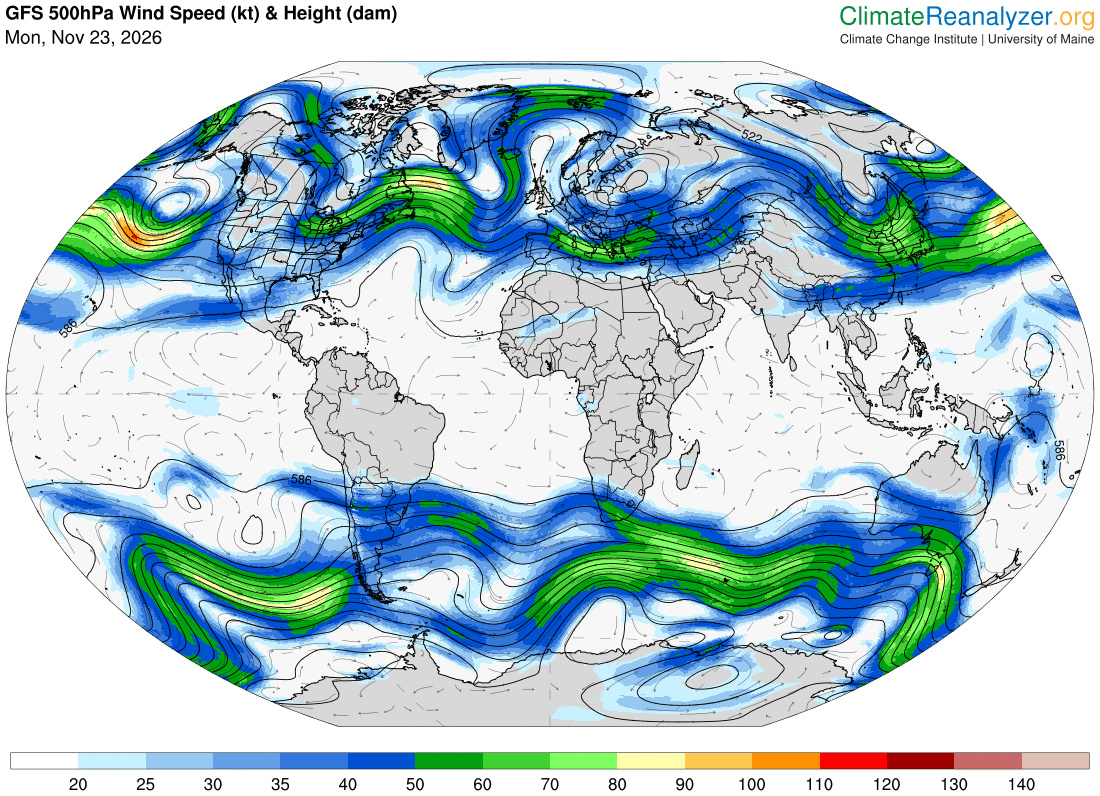 GFS 500hPa Wind Speed (kt) & Height (dam)
Mon, Nov 23, 2026
ClimateReanalyzer.org
Climate Change Institute | University of Maine
522
586
586
586
20 25 30 35 40 50 60 70 80 90 100 110 120 130 140